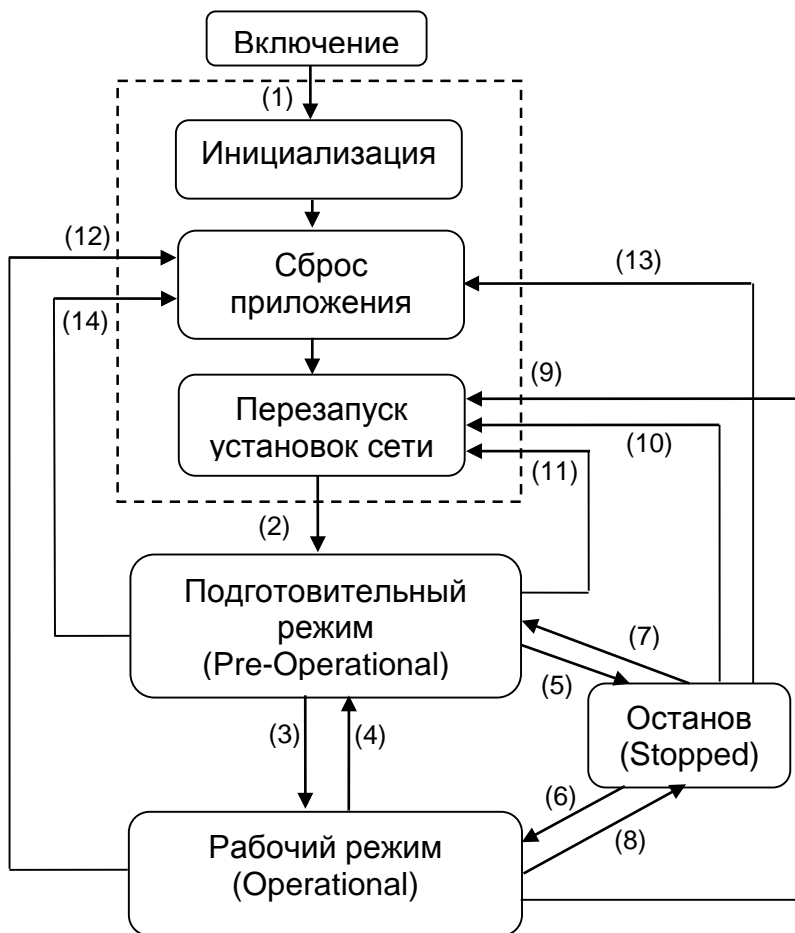 Включение
(1)
Инициализация
(12)
Сброс
приложения
(13)
(14)
(9)
Перезапуск
установок сети
(10)
(11)
(2)
Подготовительный
режим
(Pre-Operational)
(7)
(5)
Останов
(Stopped)
(3)
(4)
(6)
(8)
Рабочий режим
(Operational)